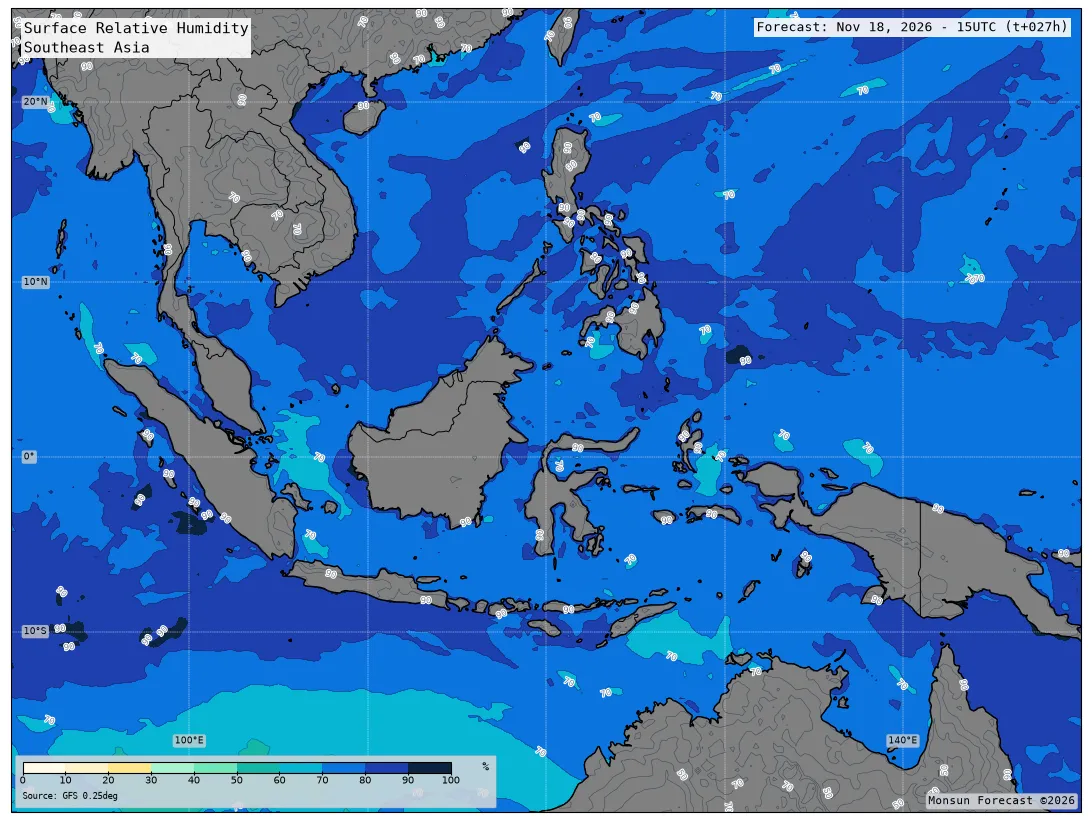 Surface Relative Humidity
Southeast Asia
Forecast: Nov 18, 2026 - 15UTC (t+027h)
20°N
10°N
0°
10°S
100°E
140°E
0 10 20 30 40 50 60 70 80 90 100
%
Source: GFS 0.25deg
Monsun Forecast ©2026